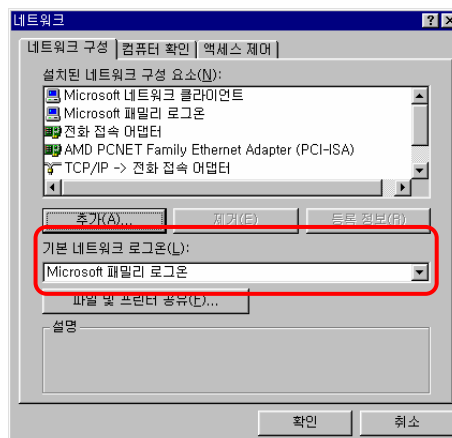 네트워크
네트워크 구성 컴퓨터 확인 액세스 제어
설치된 네트워크 구성 요소(N):
Microsoft 네트워크 클라이언트
Microsoft 패밀리 로그온
전화 접속 어댑터
AMD PCNET Family Ethernet Adapter (PCI-ISA)
TCP/IP -> 전화 접속 어댑터
추가(A)... 제거(E) 등록 정보(R)
기본 네트워크 로그온(L):
Microsoft 패밀리 로그온
파일 및 프린터 공유(F)...
설명
확인 취소